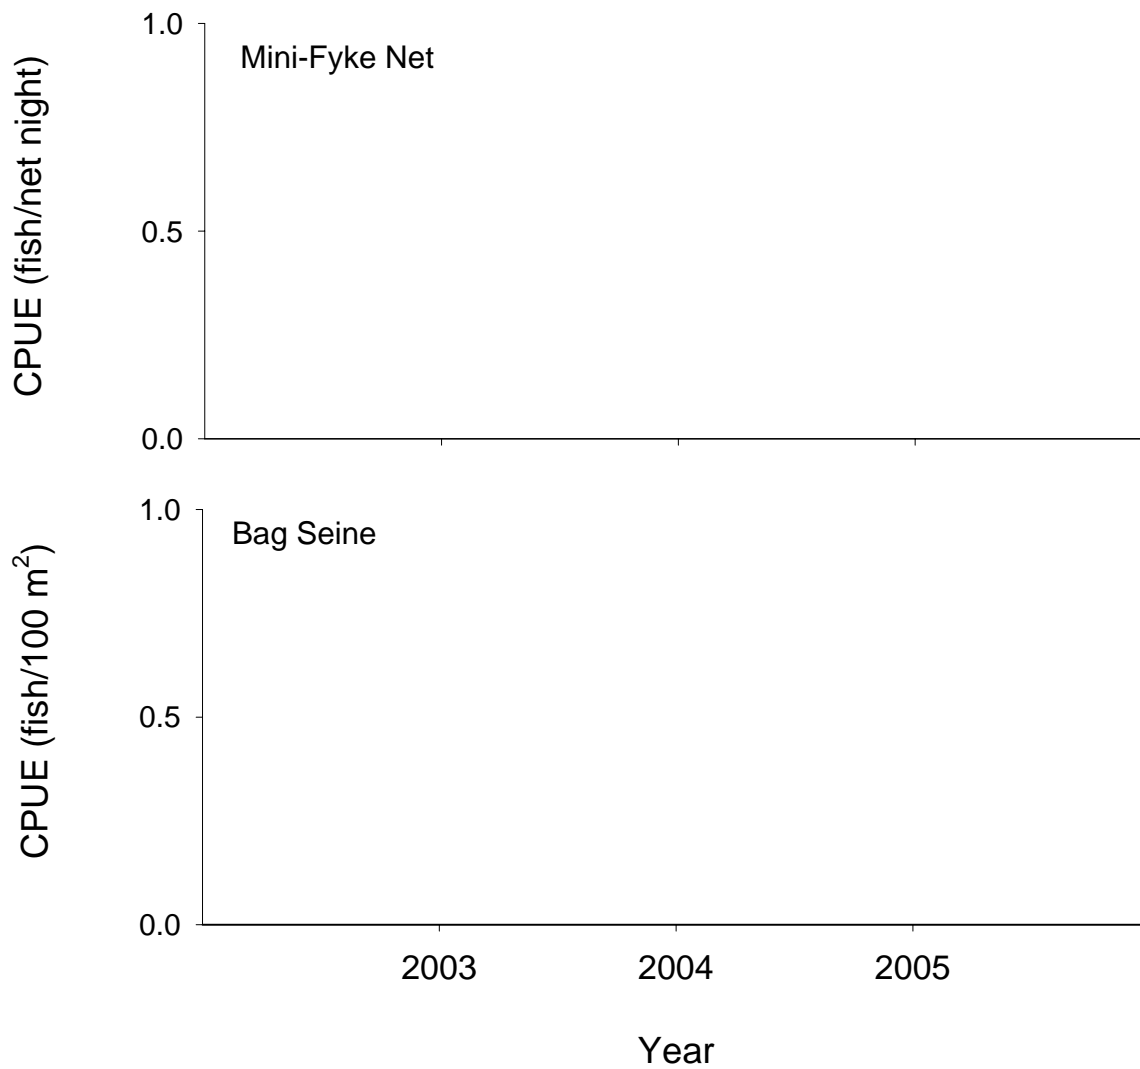 1.0
Mini-Fyke Net
CPUE (fish/net night)
0.5
0.0
1.0
Bag Seine
CPUE (fish/100 m²)
0.5
0.0
2003 2004 2005
Year